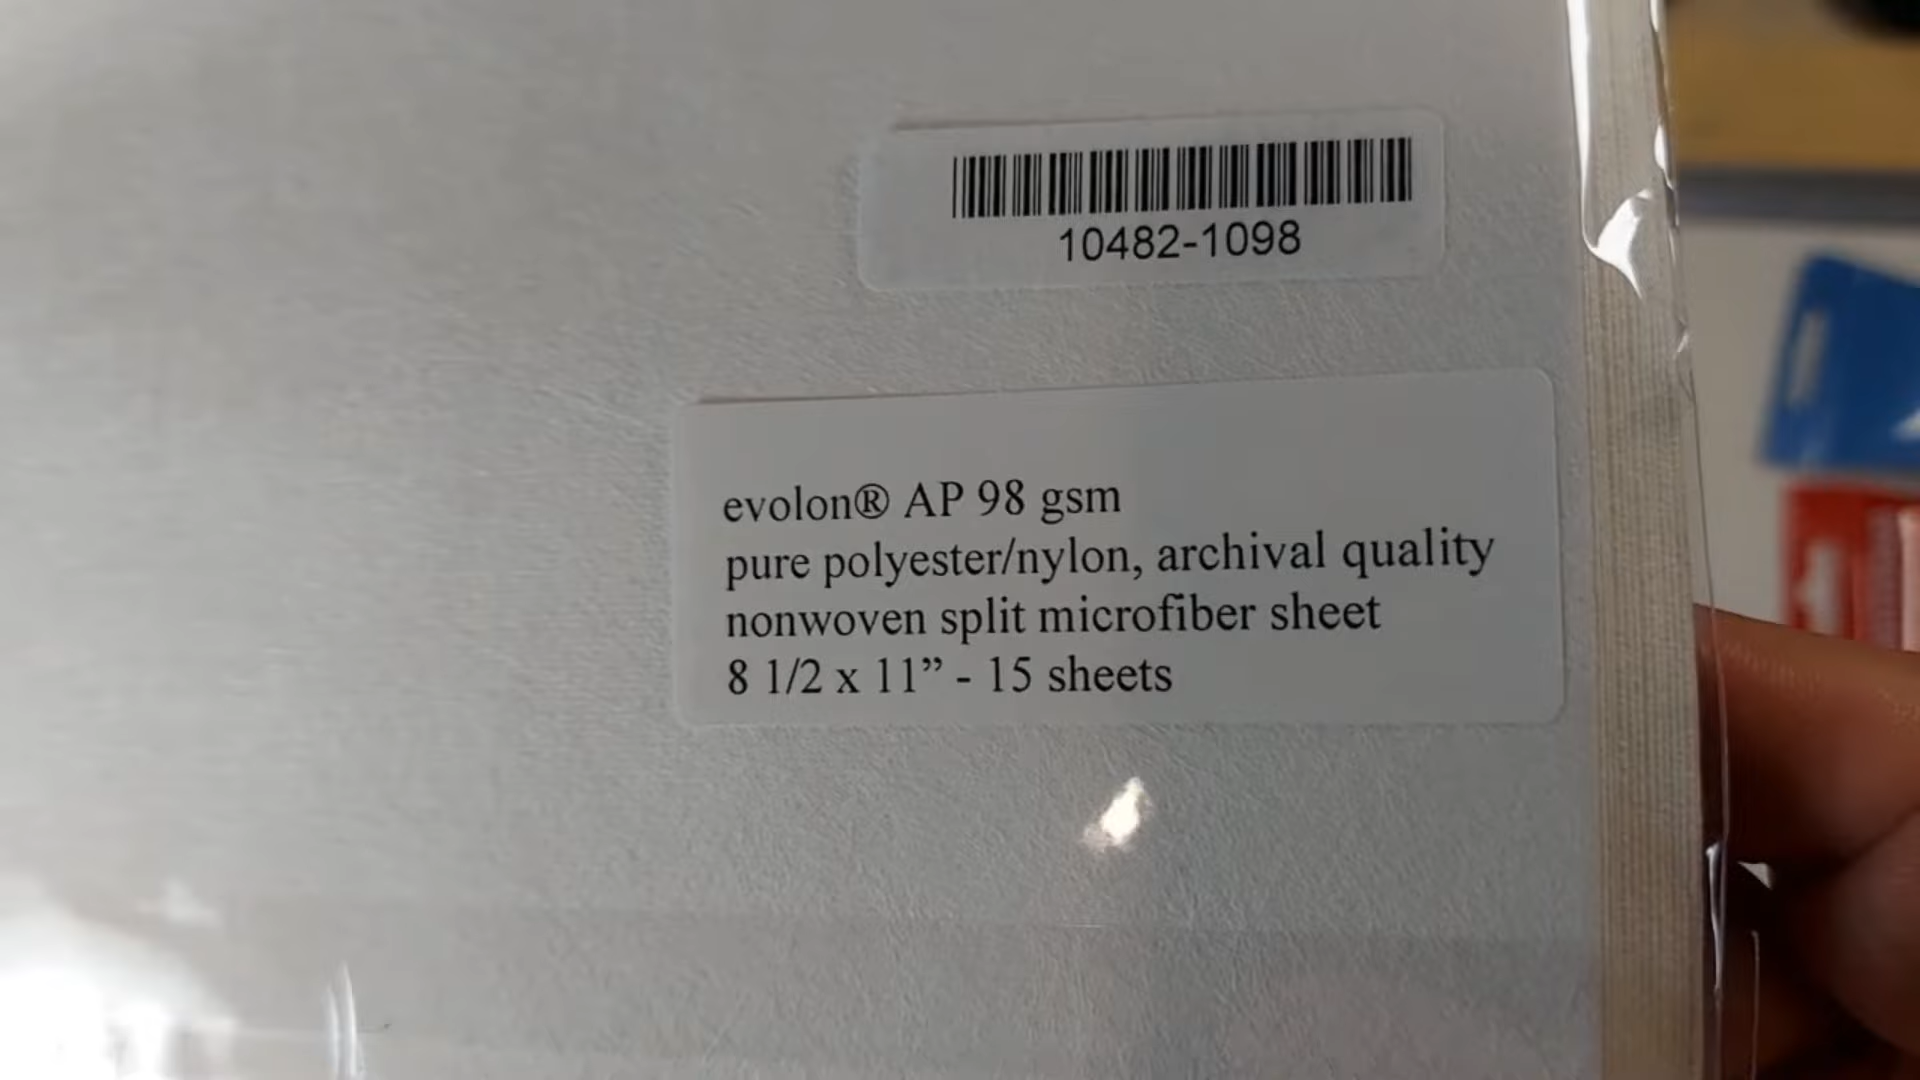 10482-1098
evolon® AP 98 gsm
pure polyester/nylon, archival quality
nonwoven split microfiber sheet
8 1/2 x 11” - 15 sheets